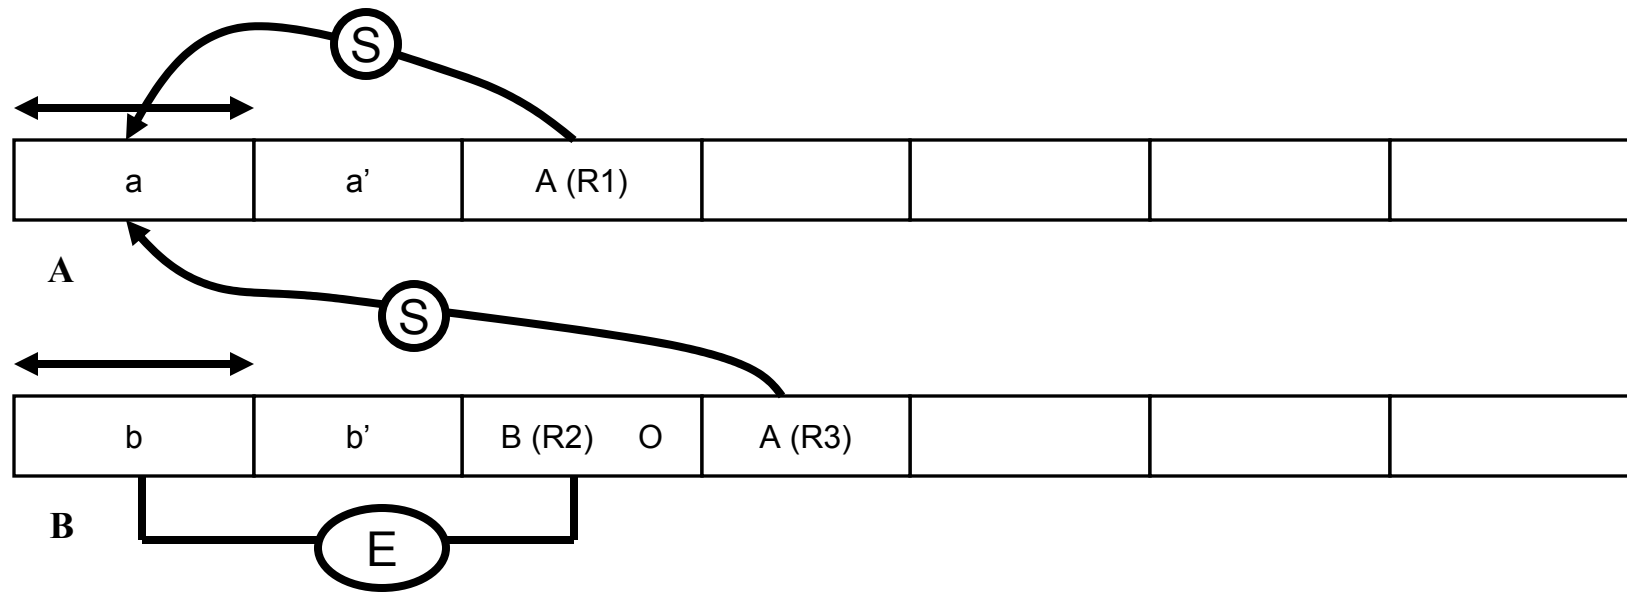 S
a a’ A (R1)
A
S
b b’ B (R2) O A (R3)
B
E